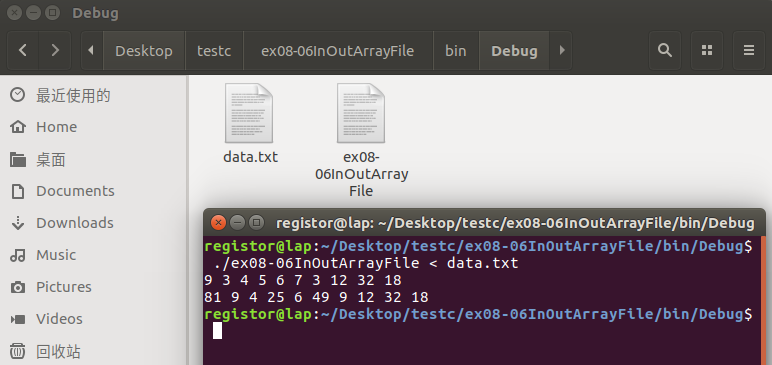 Debug
Desktop
testc
ex08-06InOutArrayFile
bin
Debug
最近使用的
Home
桌面
Documents
Downloads
Music
Pictures
Videos
回收站
data.txt
ex08-
06InOutArray
File
registor@lap: ~/Desktop/testc/ex08-06InOutArrayFile/bin/Debug
registor@lap:~/Desktop/testc/ex08-06InOutArrayFile/bin/Debug$
./ex08-06InOutArrayFile < data.txt
9 3 4 5 6 7 3 12 32 18
81 9 4 25 6 49 9 12 32 18
registor@lap:~/Desktop/testc/ex08-06InOutArrayFile/bin/Debug$